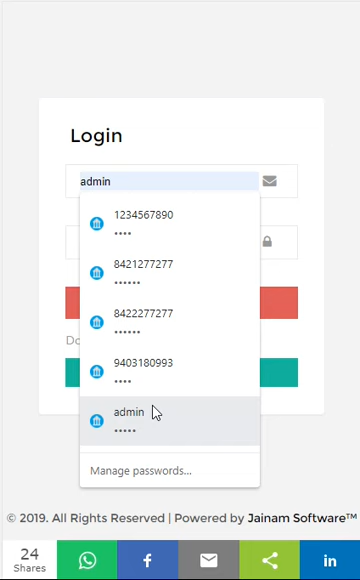 Login
admin
1234567890
••••
8421277277
••••••
8422277277
••••••
9403180993
••••
admin
•••••
Do
Manage passwords...
© 2019. All Rights Reserved | Powered by Jainam Software™
24
Shares
f
in